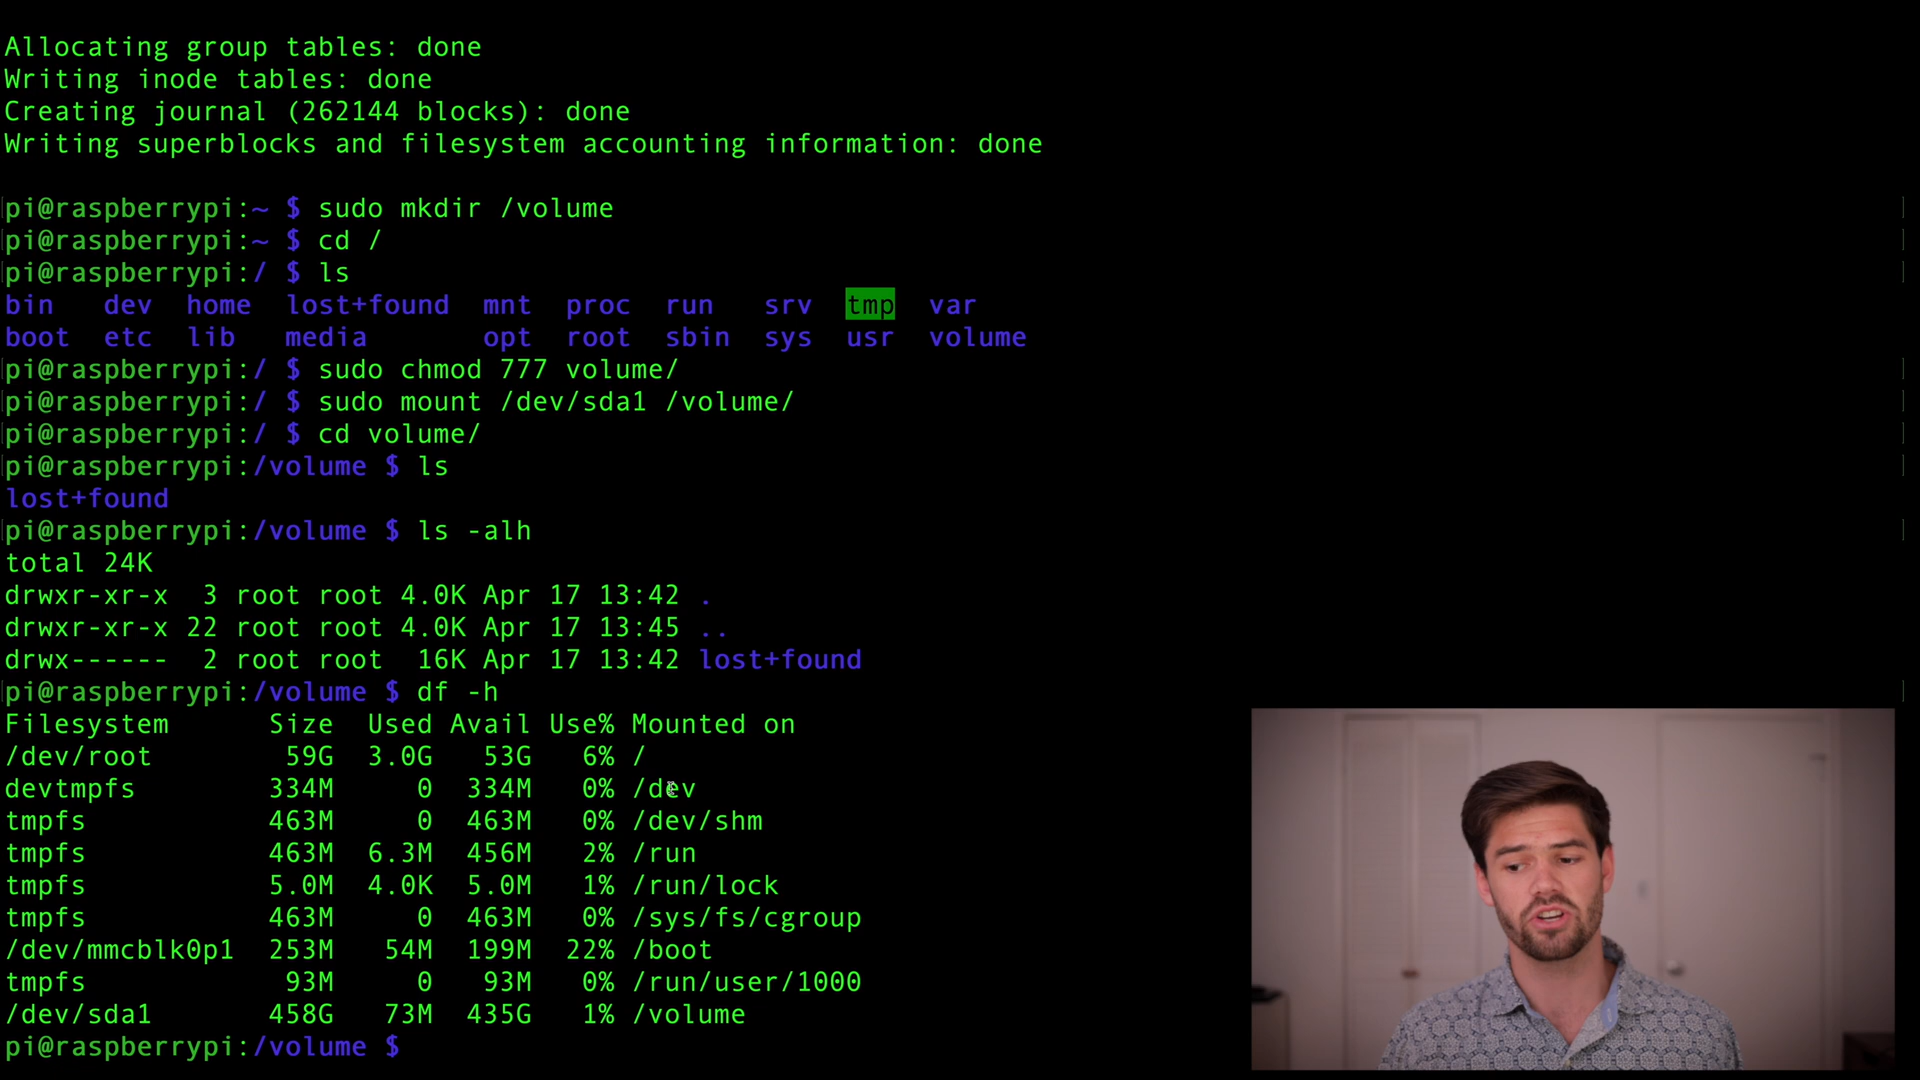 Allocating group tables: done
Writing inode tables: done
Creating journal (262144 blocks): done
Writing superblocks and filesystem accounting information: done
pi@raspberrypi:~ $ sudo mkdir /volume
pi@raspberrypi:~ $ cd /
pi@raspberrypi:/ $ ls
bin   dev  home  lost+found  mnt  proc  run   srv  tmp  var
boot  etc  lib   media       opt  root  sbin  sys  usr  volume
pi@raspberrypi:/ $ sudo chmod 777 volume/
pi@raspberrypi:/ $ sudo mount /dev/sda1 /volume/
pi@raspberrypi:/ $ cd volume/
pi@raspberrypi:/volume $ ls
lost+found
pi@raspberrypi:/volume $ ls -alh
total 24K
drwxr-xr-x  3 root root 4.0K Apr 17 13:42 .
drwxr-xr-x 22 root root 4.0K Apr 17 13:45 ..
drwx------  2 root root  16K Apr 17 13:42 lost+found
pi@raspberrypi:/volume $ df -h
Filesystem      Size  Used Avail Use% Mounted on
/dev/root        59G  3.0G   53G   6% /
devtmpfs        334M     0  334M   0% /dev
tmpfs           463M     0  463M   0% /dev/shm
tmpfs           463M  6.3M  456M   2% /run
tmpfs           5.0M  4.0K  5.0M   1% /run/lock
tmpfs           463M     0  463M   0% /sys/fs/cgroup
/dev/mmcblk0p1  253M   54M  199M  22% /boot
tmpfs            93M     0   93M   0% /run/user/1000
/dev/sda1       458G   73M  435G   1% /volume
pi@raspberrypi:/volume $